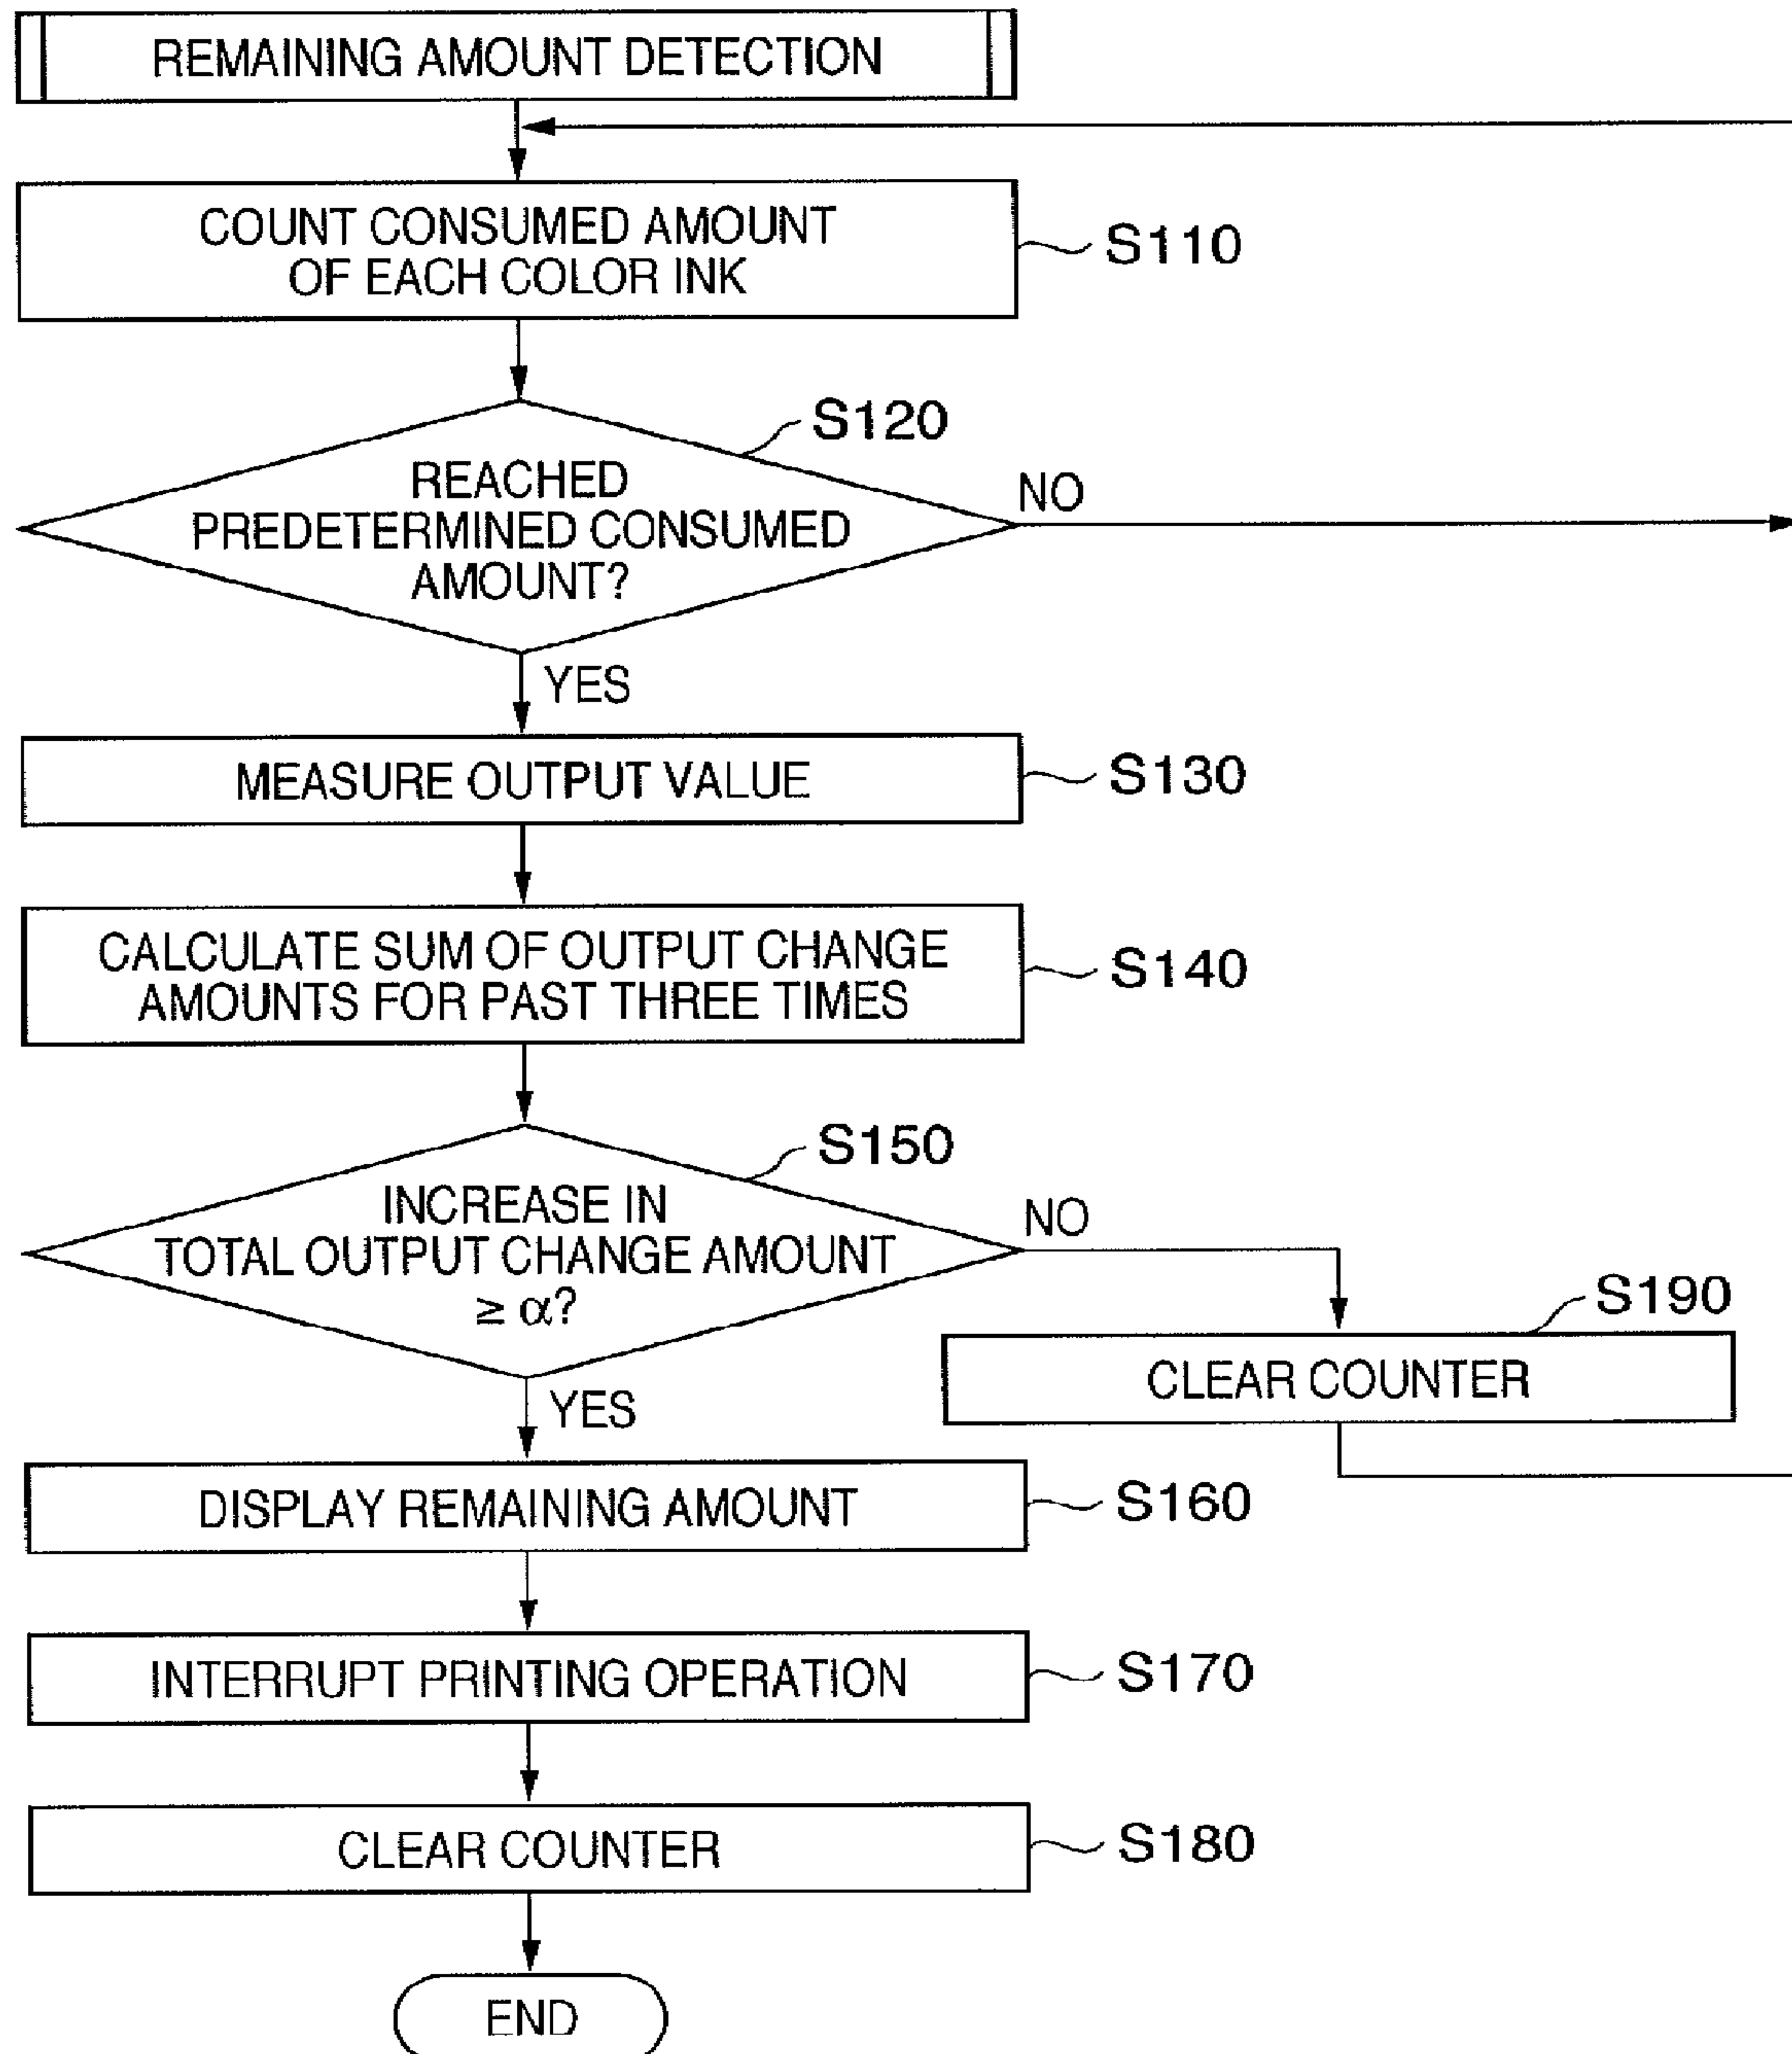 REMAINING AMOUNT DETECTION
COUNT CONSUMED AMOUNT
OF EACH COLOR INK
S110
S120
REACHED
PREDETERMINED CONSUMED
AMOUNT?
NO
YES
MEASURE OUTPUT VALUE
S130
CALCULATE SUM OF OUTPUT CHANGE
AMOUNTS FOR PAST THREE TIMES
S140
S150
INCREASE IN
TOTAL OUTPUT CHANGE AMOUNT
≥ α?
NO
S190
CLEAR COUNTER
YES
DISPLAY REMAINING AMOUNT
S160
INTERRUPT PRINTING OPERATION
S170
CLEAR COUNTER
S180
END